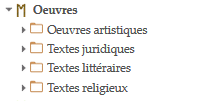 Oeuvres
Oeuvres artistiques
Textes juridiques
Textes littéraires
Textes religieux